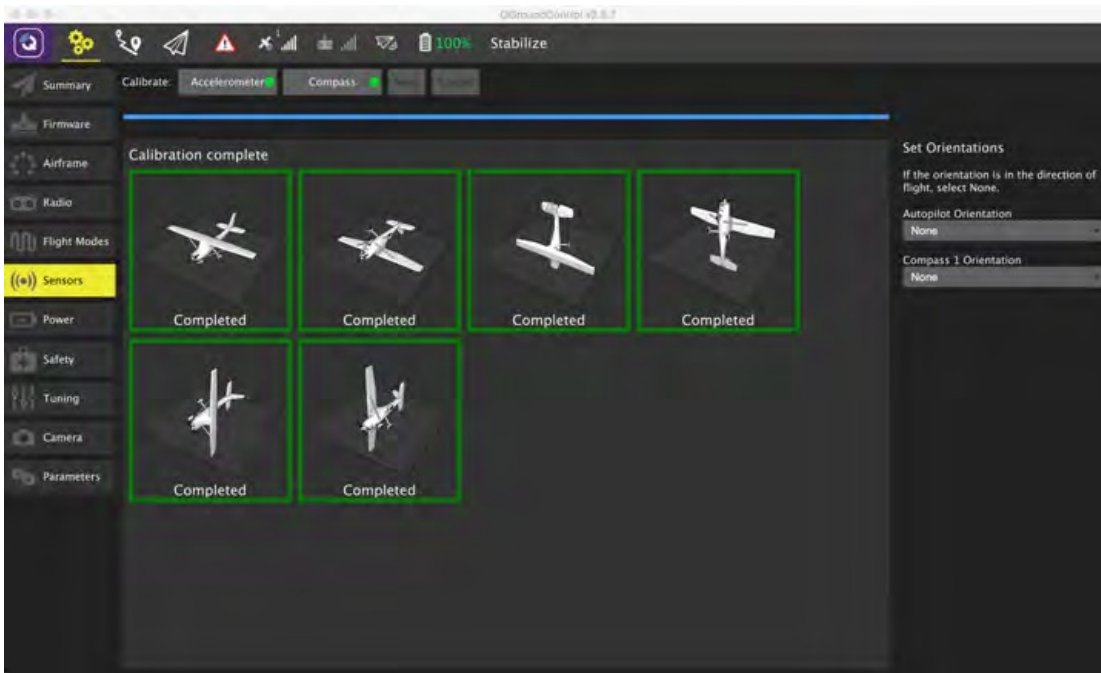 100% Stabilize
Summary
Calibrate: Accelerometer Compass
Firmware
Calibration complete
Set Orientations
If the orientation is in the direction of
flight, select None.
Airframe
Radio
Autopilot Orientation
None
Flight Modes
Compass 1 Orientation
None
Sensors
Completed Completed Completed Completed
Power
Safety
Tuning
Camera
Parameters
Completed Completed